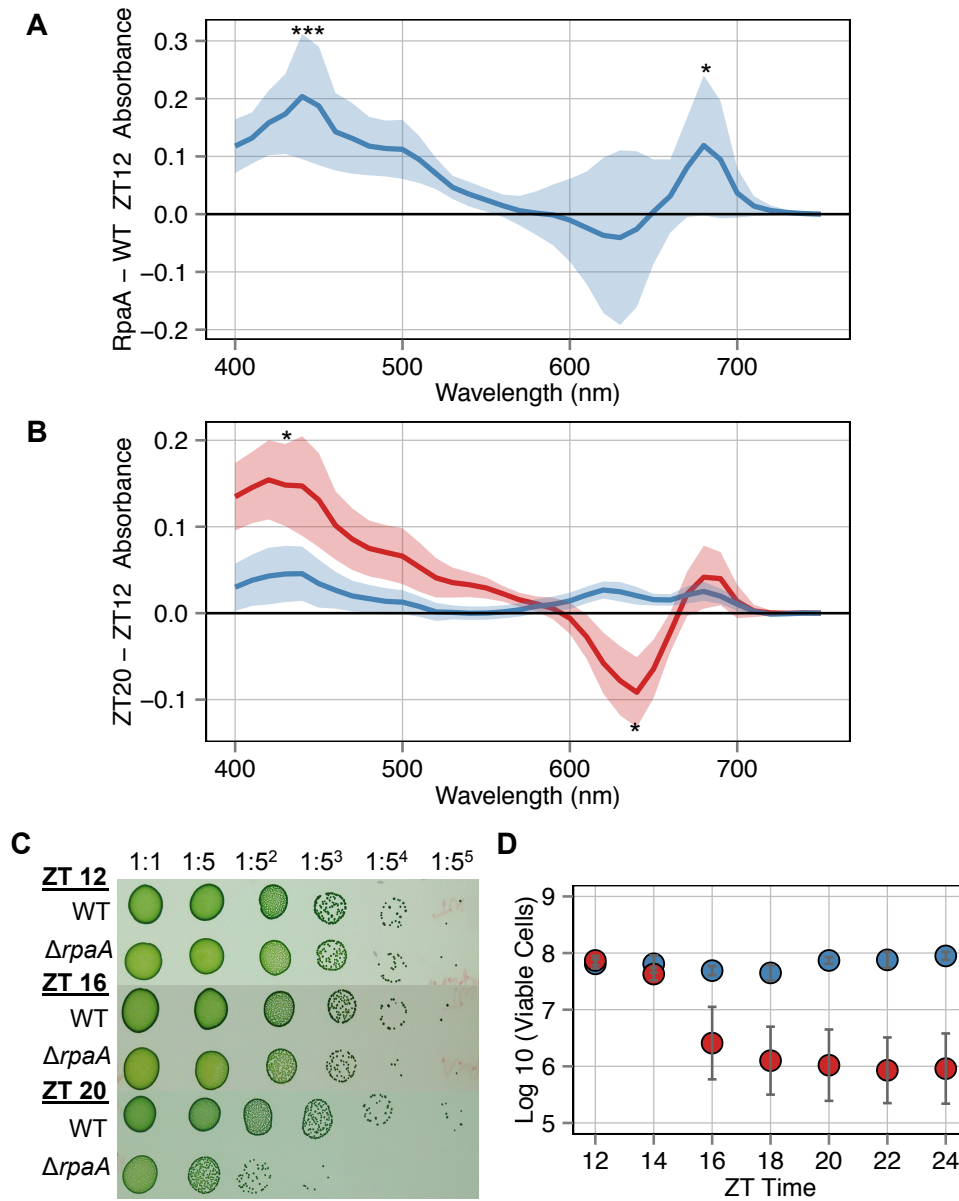 A
RpaA − WT ZT12 Absorbance
0.3
0.2
0.1
0.0
−0.1
−0.2
***
*
400 500 600 700
Wavelength (nm)
B
ZT20 − ZT12 Absorbance
0.2
0.1
0.0
−0.1
*
*
400 500 600 700
Wavelength (nm)
C
1:1 1:5 1:5² 1:5³ 1:5⁴ 1:5⁵
ZT 12
WT
ΔrpaA
ZT 16
WT
ΔrpaA
ZT 20
WT
ΔrpaA
D
Log 10 (Viable Cells)
9
8
7
6
5
12 14 16 18 20 22 24
ZT Time